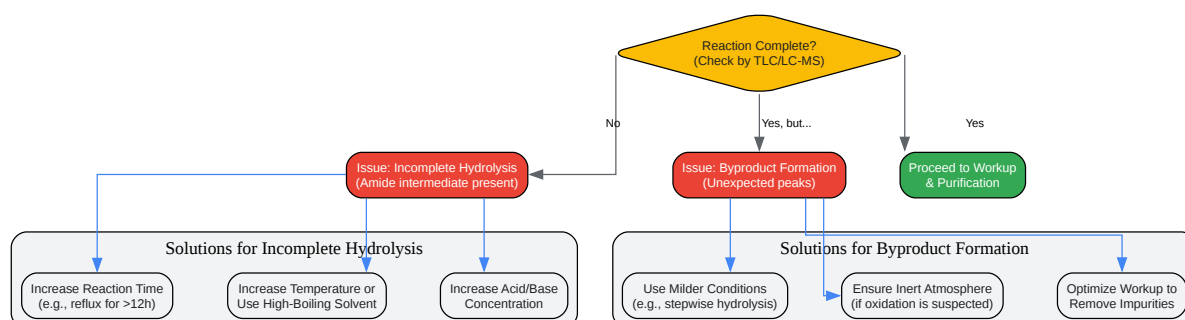 Reaction Complete?
(Check by TLC/LC-MS)
No
Yes, but...
Yes
Issue: Incomplete Hydrolysis
(Amide intermediate present)
Issue: Byproduct Formation
(Unexpected peaks)
Proceed to Workup
& Purification
Solutions for Incomplete Hydrolysis
Increase Reaction Time
(e.g., reflux for >12h)
Increase Temperature or
Use High-Boiling Solvent
Increase Acid/Base
Concentration
Solutions for Byproduct Formation
Use Milder Conditions
(e.g., stepwise hydrolysis)
Ensure Inert Atmosphere
(if oxidation is suspected)
Optimize Workup to
Remove Impurities